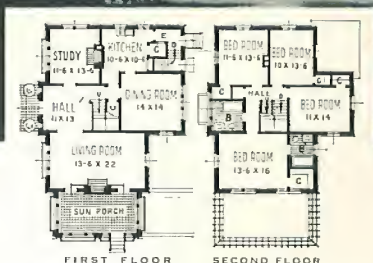 STUDY
11-6 X 13-6
KITCHEN
10-6 X 10-6
E
C
D
DINING ROOM
14 X 14
HALL
11 X 13
U
C
LIVING ROOM
13-6 X 22
SUN PORCH
FIRST FLOOR
BED ROOM
11-6 X 13-6
BED ROOM
10 X 13-6
C
C
C
HALL
D
B
BED ROOM
11 X 14
B
BED ROOM
13-6 X 16
C
SECOND FLOOR